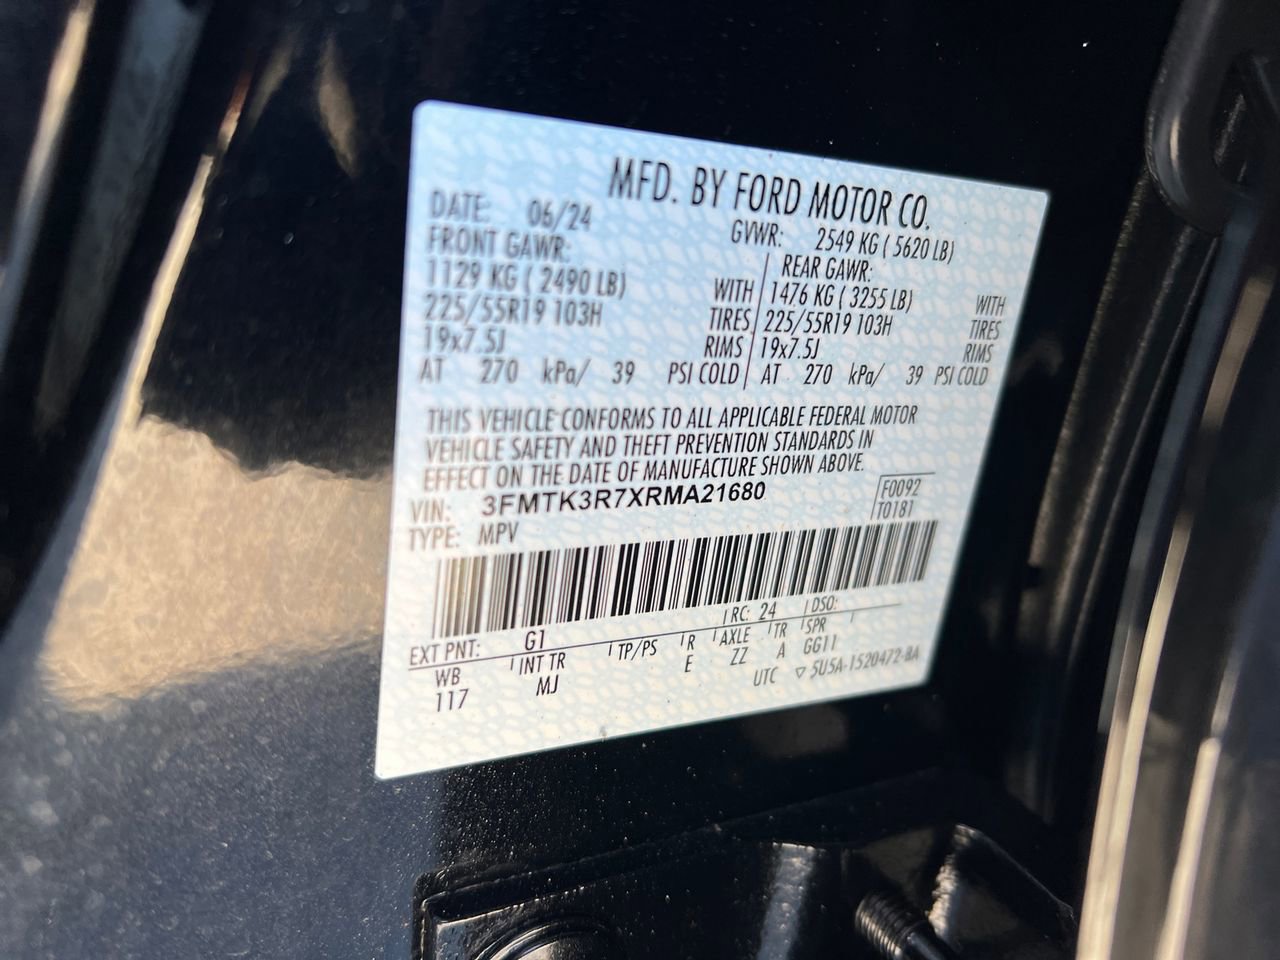 MFD. BY FORD MOTOR CO.
DATE: 06/24 GVWR: 2549 KG ( 5620 LB)
FRONT GAWR: REAR GAWR:
1129 KG ( 2490 LB) WITH 1476 KG ( 3255 LB) WITH
225/55R19 103H TIRES 225/55R19 103H TIRES
19x7.5J RIMS 19x7.5J RIMS
AT 270 kPa/ 39 PSI COLD AT 270 kPa/ 39 PSI COLD
THIS VEHICLE CONFORMS TO ALL APPLICABLE FEDERAL MOTOR
VEHICLE SAFETY AND THEFT PREVENTION STANDARDS IN
EFFECT ON THE DATE OF MANUFACTURE SHOWN ABOVE.
VIN: 3FMTK3R7XRMA21680 F0092
TYPE: MPV T0181
EXT PNT: G1 RC: 24 DSO:
WB INT TR TP/PS R AXLE TR SPR
117 MJ E ZZ A GG11
UTC ▽ 5U5A-1520472-BA